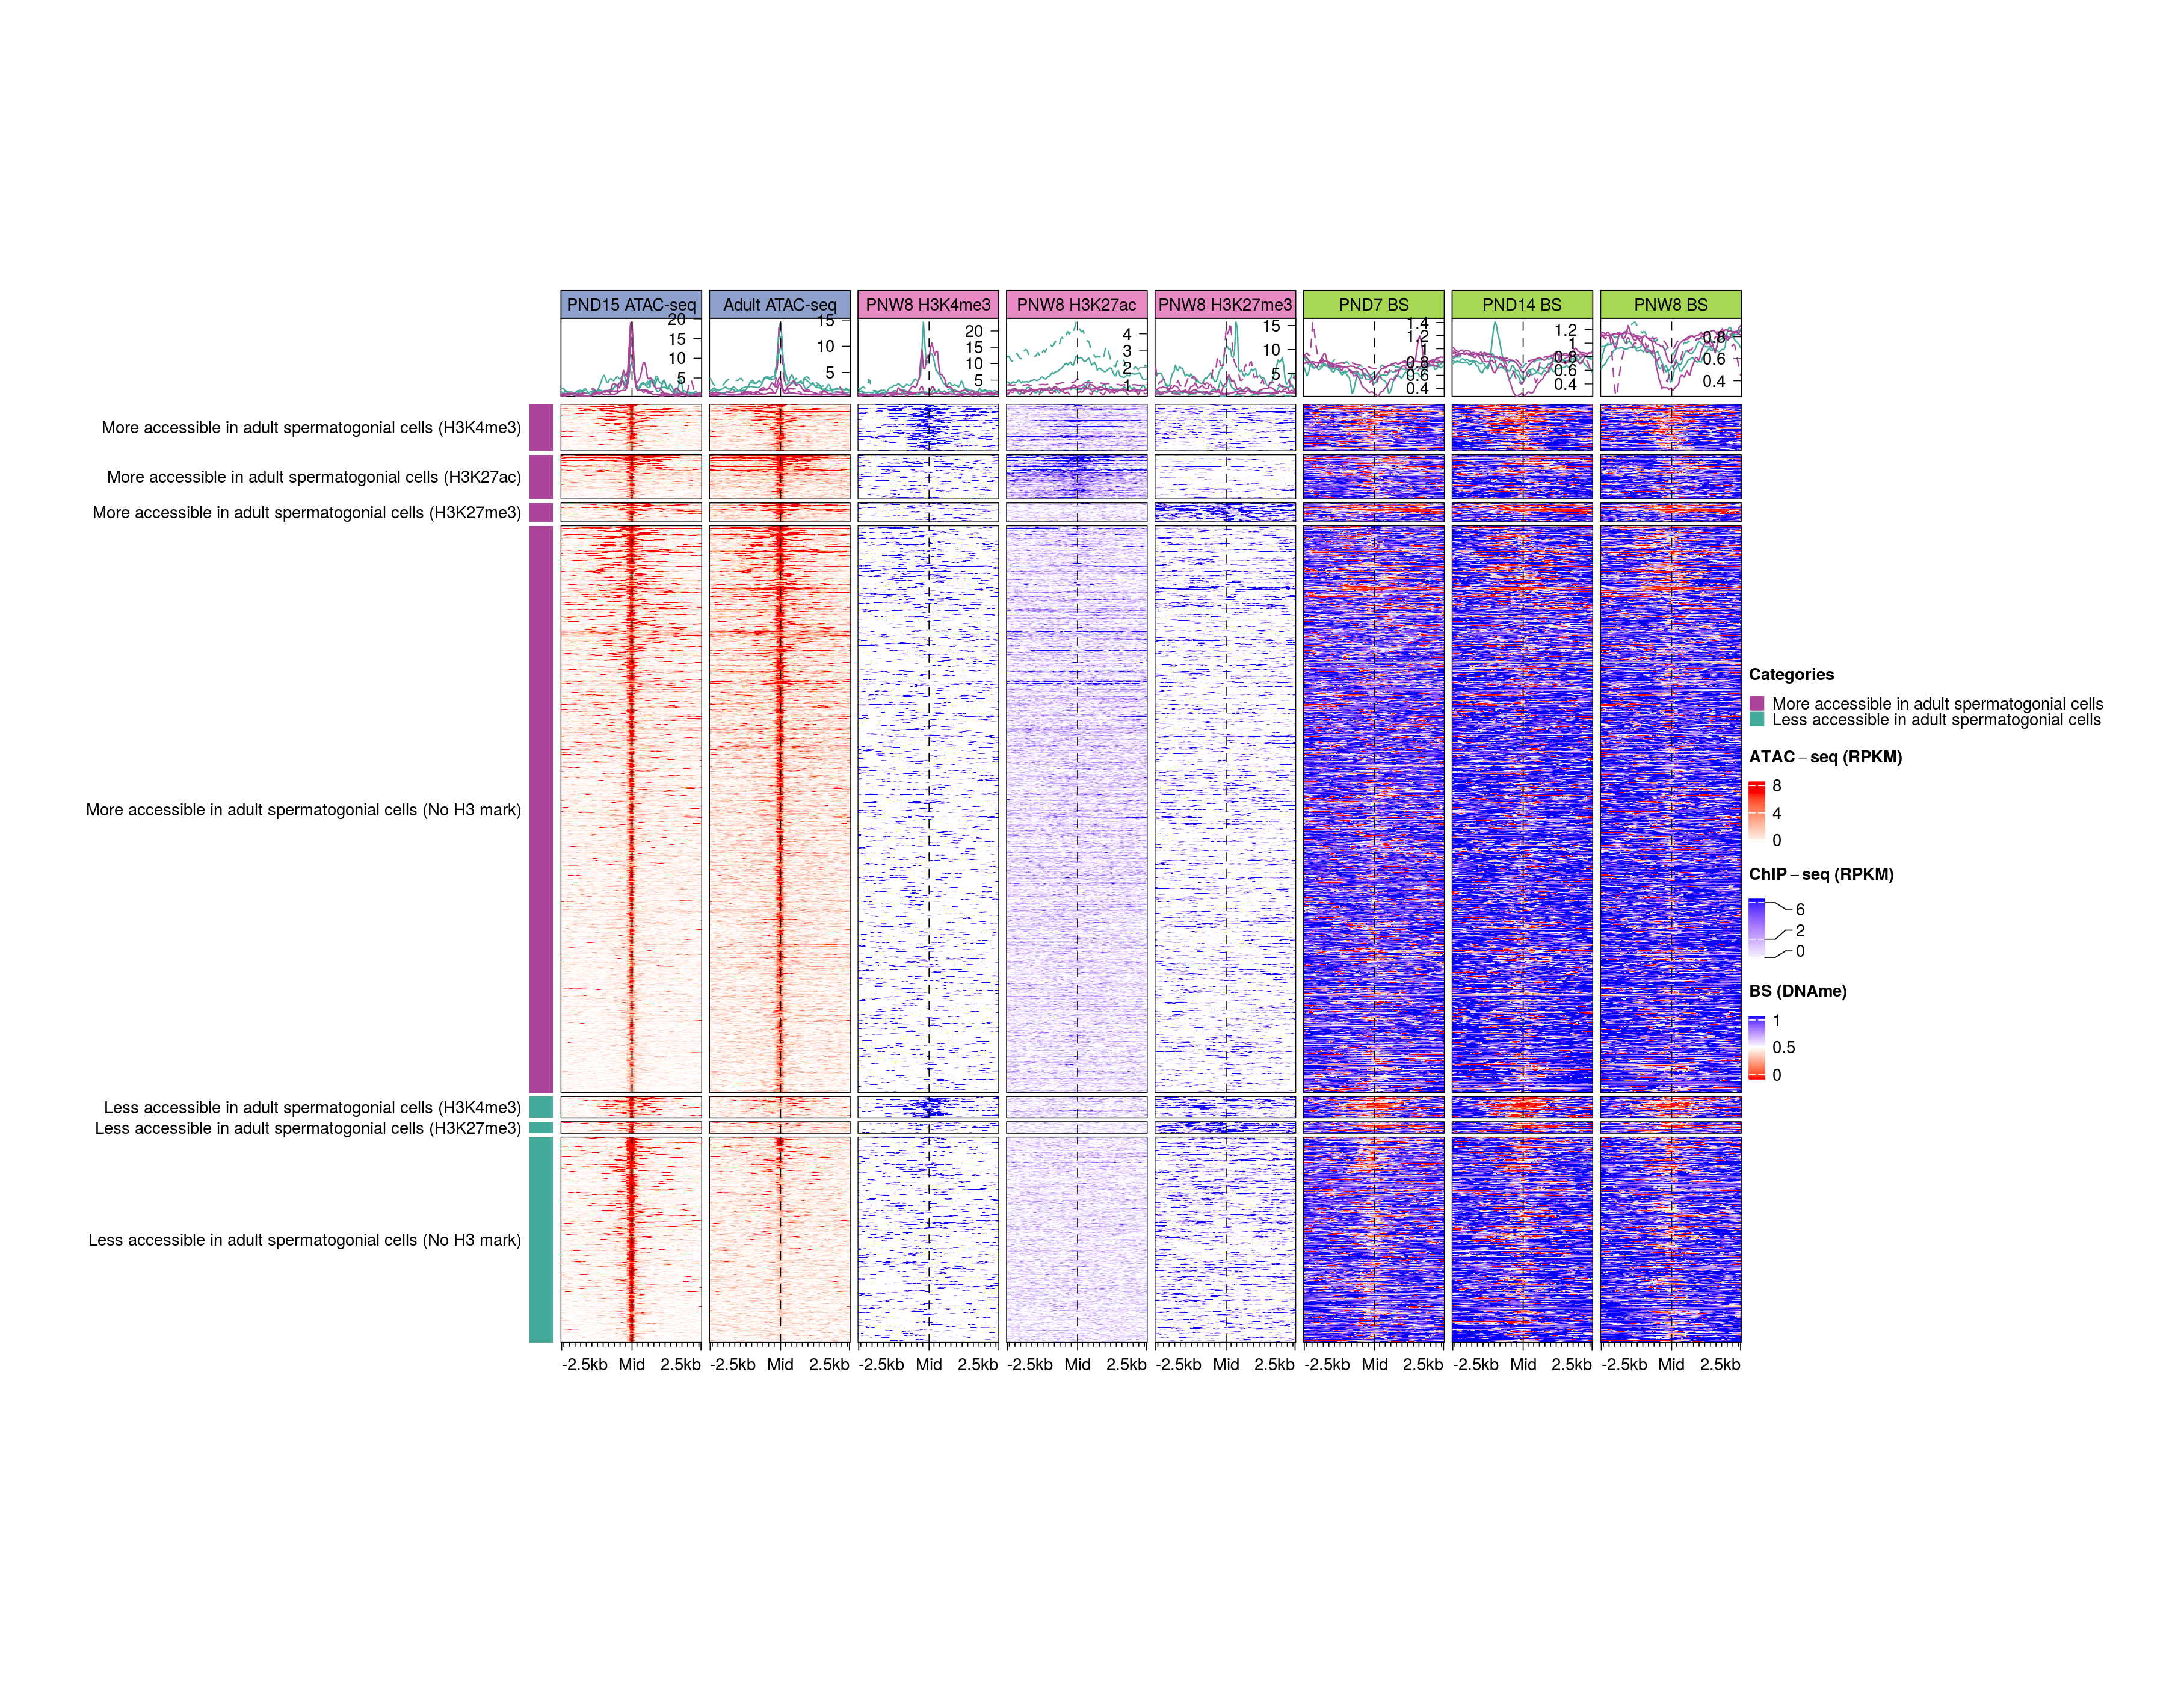 PND15 ATAC-seq
Adult ATAC-seq
PNW8 H3K4me3
PNW8 H3K27ac
PNW8 H3K27me3
PND7 BS
PND14 BS
PNW8 BS
20
15
10
5
15
10
5
20
15
10
5
4
3
2
1
15
10
5
1.4
1.2
1
0.8
0.6
0.4
1.2
1
0.8
0.6
0.4
0.8
0.6
0.4
More accessible in adult spermatogonial cells (H3K4me3)
More accessible in adult spermatogonial cells (H3K27ac)
More accessible in adult spermatogonial cells (H3K27me3)
More accessible in adult spermatogonial cells (No H3 mark)
Less accessible in adult spermatogonial cells (H3K4me3)
Less accessible in adult spermatogonial cells (H3K27me3)
Less accessible in adult spermatogonial cells (No H3 mark)
-2.5kb Mid 2.5kb
-2.5kb Mid 2.5kb
-2.5kb Mid 2.5kb
-2.5kb Mid 2.5kb
-2.5kb Mid 2.5kb
-2.5kb Mid 2.5kb
-2.5kb Mid 2.5kb
-2.5kb Mid 2.5kb
Categories
More accessible in adult spermatogonial cells
Less accessible in adult spermatogonial cells
ATAC−seq (RPKM)
8
4
0
ChIP−seq (RPKM)
6
2
0
BS (DNAme)
1
0.5
0